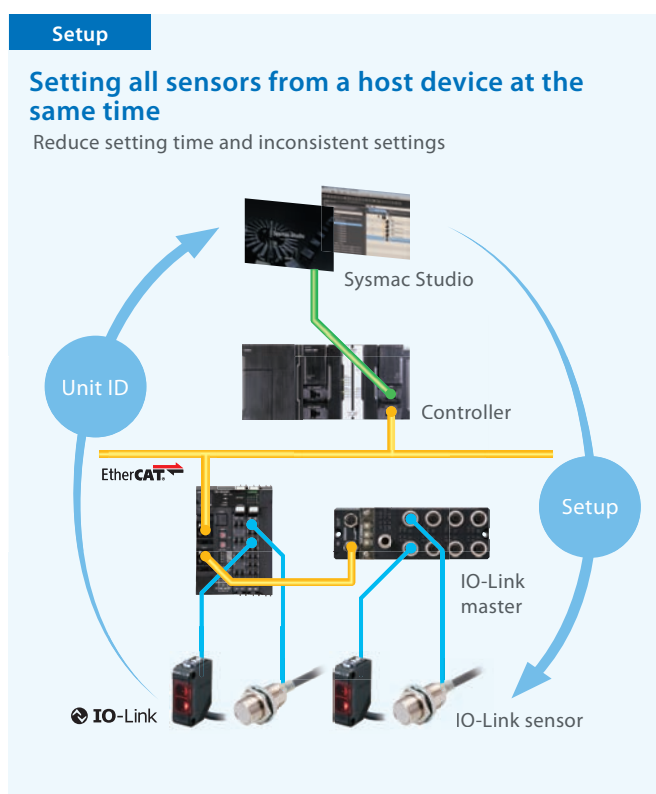 Setup
Setting all sensors from a host device at the
same time
Reduce setting time and inconsistent settings
Sysmac Studio
Unit ID
Controller
EtherCAT
Setup
IO-Link
master
IO-Link
IO-Link sensor